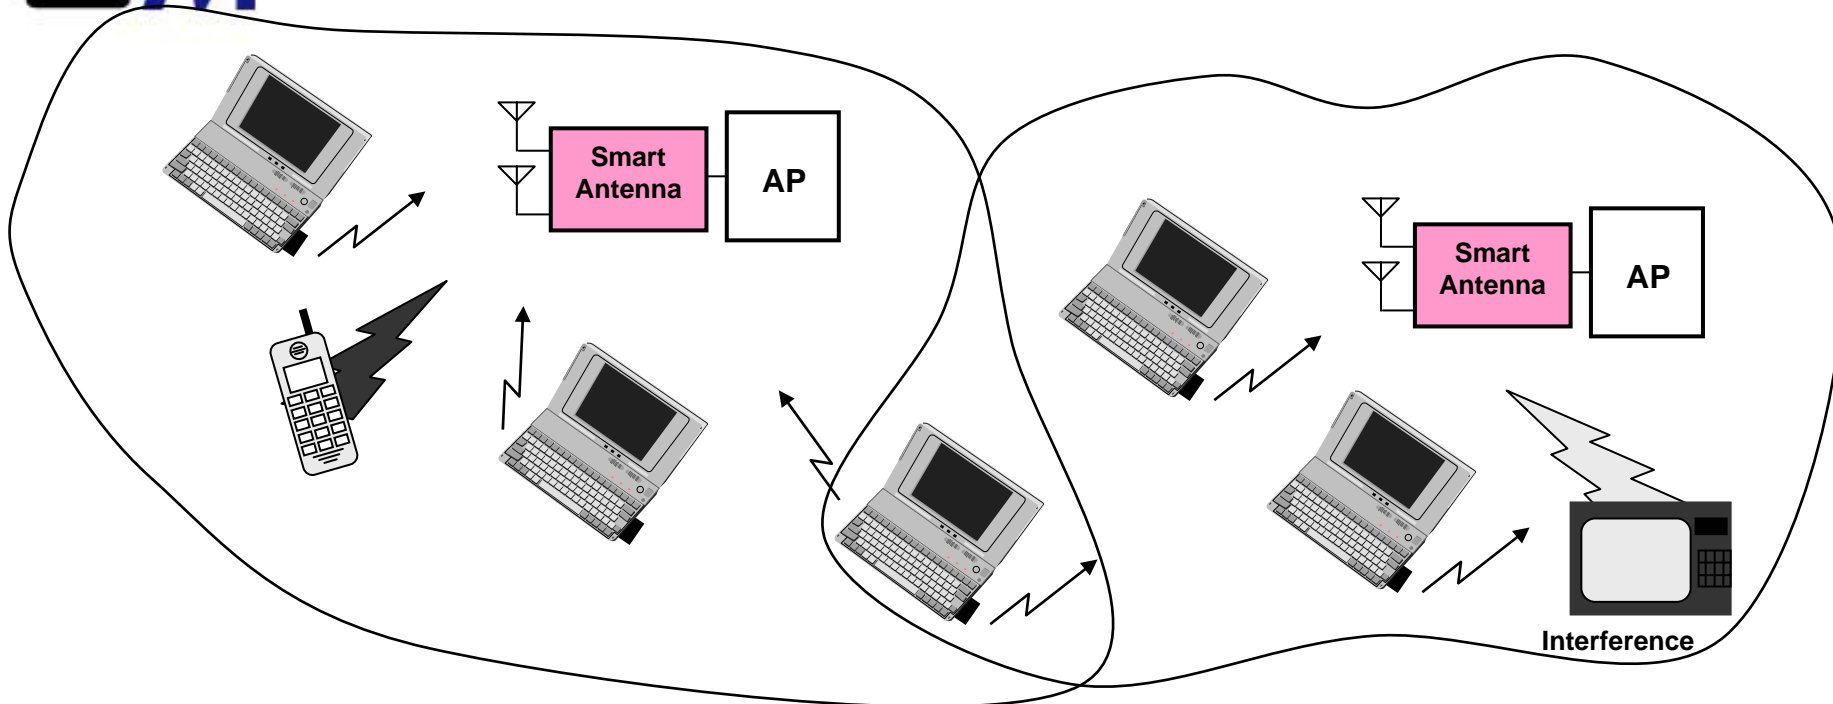 Smart
Antenna
AP
Smart
Antenna
AP
Interference